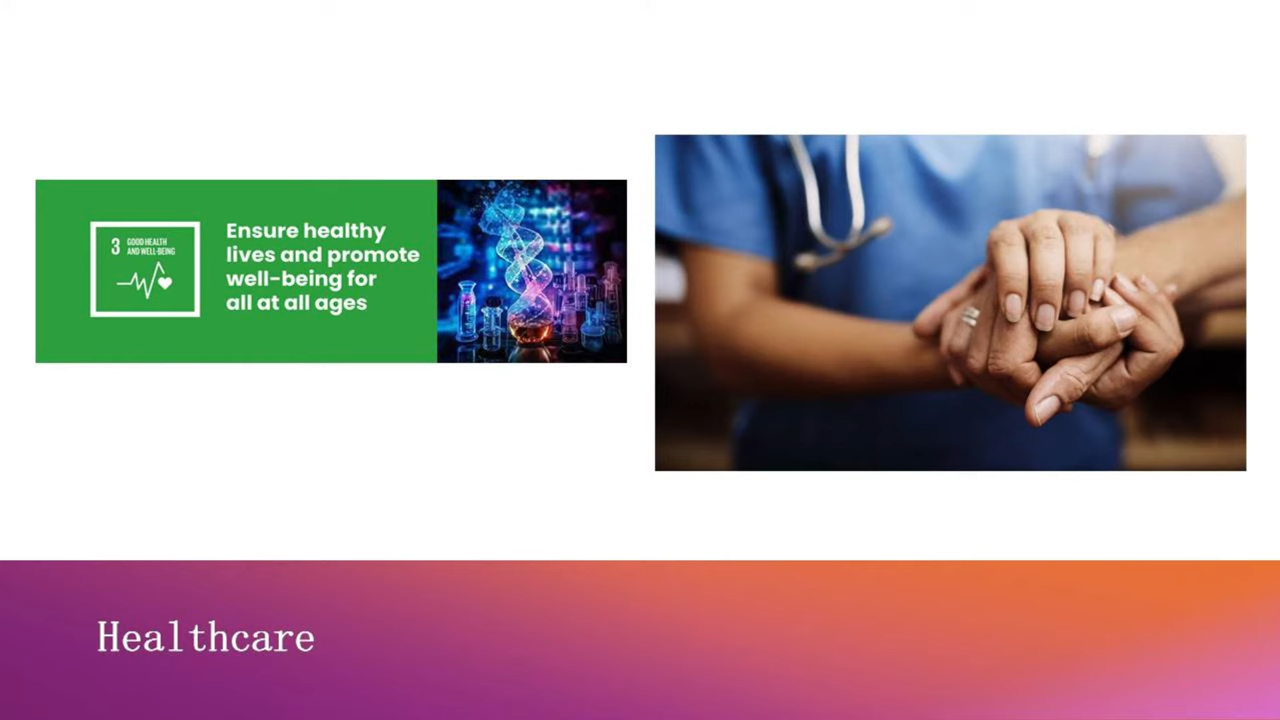 3 GOOD HEALTH
AND WELL-BEING
Ensure healthy
lives and promote
well-being for
all at all ages
Healthcare